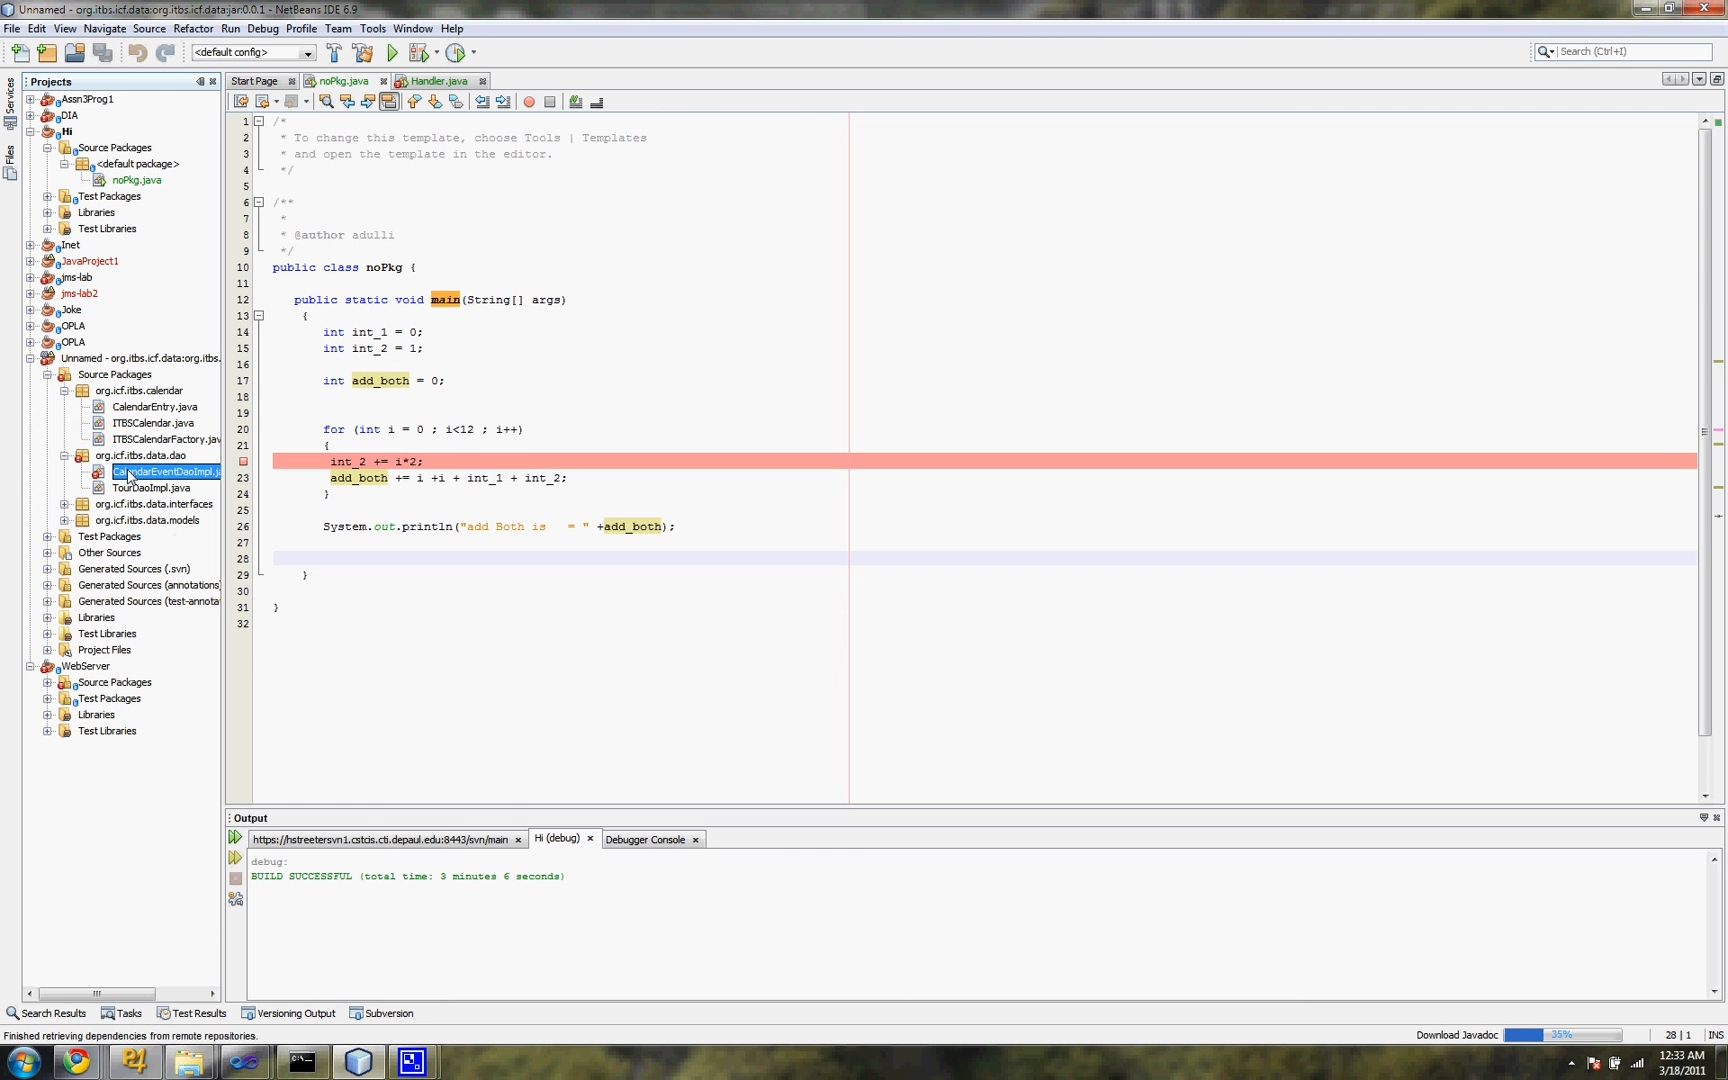 Unnamed - org.itbs.icf.data:org.itbs.icf.data:jar:0.0.1 - NetBeans IDE 6.9
File Edit View Navigate Source Refactor Run Debug Profile Team Tools Window Help
<default config>
Search (Ctrl+I)
Services
Files
Projects
Assn3Prog1
DIA
Hi
Source Packages
<default package>
noPkg.java
Test Packages
Libraries
Test Libraries
Inet
JavaProject1
jms-lab
jms-lab2
Joke
OPLA
OPLA
Unnamed - org.itbs.icf.data:org.itbs.
Source Packages
org.icf.itbs.calendar
CalendarEntry.java
ITBSCalendar.java
ITBSCalendarFactory.jav
org.icf.itbs.data.dao
CalendarEventDaoImpl.ja
TourDaoImpl.java
org.icf.itbs.data.interfaces
org.icf.itbs.data.models
Test Packages
Other Sources
Generated Sources (.svn)
Generated Sources (annotations)
Generated Sources (test-annota
Libraries
Test Libraries
Project Files
WebServer
Source Packages
Test Packages
Libraries
Test Libraries
Start Page noPkg.java Handler.java
1 /*
2 * To change this template, choose Tools | Templates
3 * and open the template in the editor.
4 */
5
6 /**
7 *
8 * @author adulli
9 */
10 public class noPkg {
11
12 public static void main(String[] args)
13 {
14 int int_1 = 0;
15 int int_2 = 1;
16
17 int add_both = 0;
18
19
20 for (int i = 0 ; i<12 ; i++)
21 {
int_2 += i*2;
23 add_both += i +i + int_1 + int_2;
24 }
25
26 System.out.println("add Both is = " +add_both);
27
28
29 }
30
31 }
32
Output
https://hstreetersvn1.cstcis.cti.depaul.edu:8443/svn/main Hi (debug) Debugger Console
debug:
BUILD SUCCESSFUL (total time: 3 minutes 6 seconds)
Search Results Tasks Test Results Versioning Output Subversion
Finished retrieving dependencies from remote repositories.
Download Javadoc 35% 28 | 1 INS
P4
C:\.
12:33 AM
3/18/2011